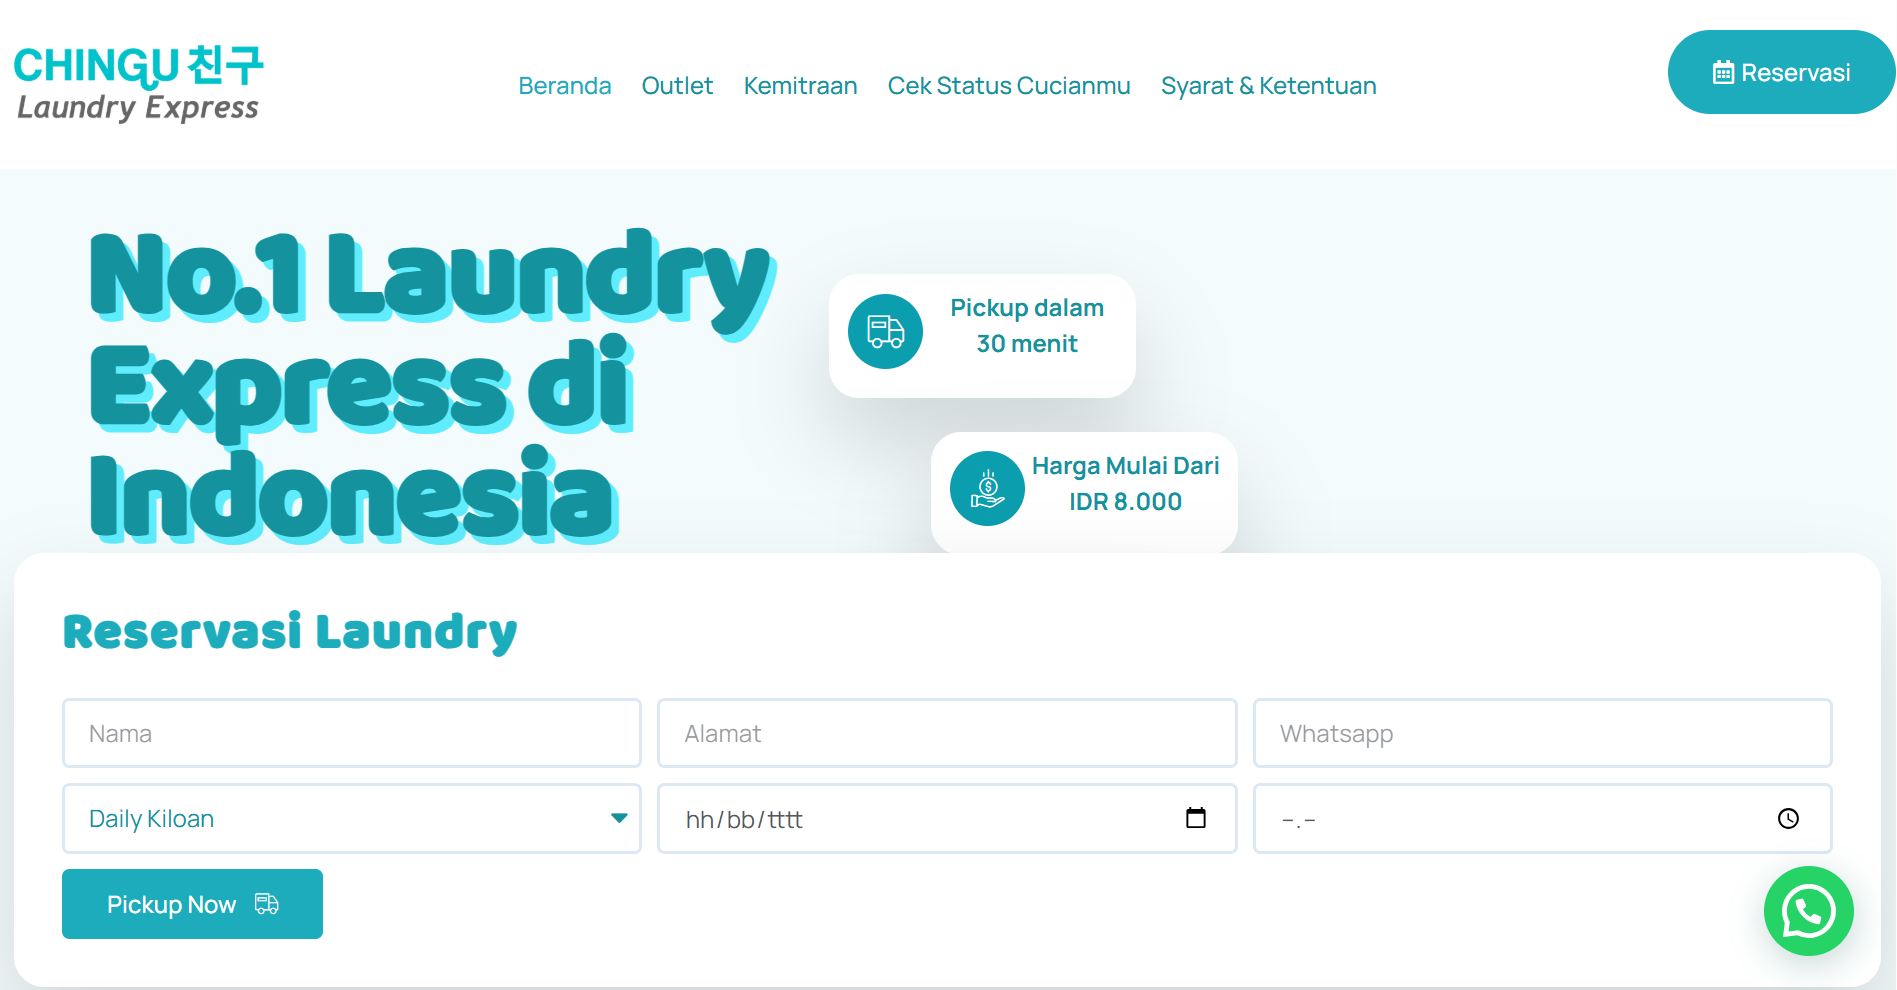 CHINGU 친구
Laundry Express
Beranda
Outlet
Kemitraan
Cek Status Cucianmu
Syarat & Ketentuan
Reservasi
No.1 Laundry
Express di
Indonesia
Pickup dalam
30 menit
Harga Mulai Dari
IDR 8.000
Reservasi Laundry
Nama
Alamat
Whatsapp
Daily Kiloan
hh/bb/tttt
--.--
Pickup Now